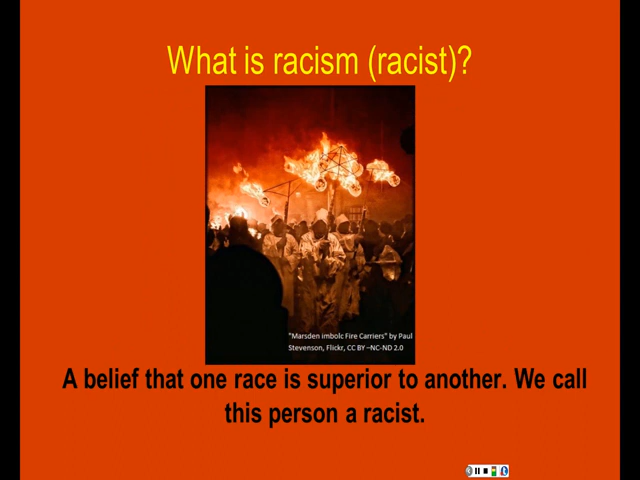 What is racism (racist)?
"Marsden imbolc Fire Carriers" by Paul
Stevenson, Flickr, CC BY –NC-ND 2.0
A belief that one race is superior to another. We call
this person a racist.